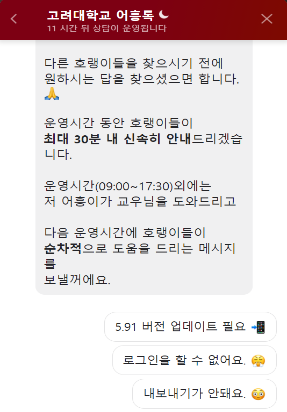 고려대학교 어흥톡
11 시간 뒤 상담이 운영됩니다
다른 호랭이들을 찾으시기 전에
원하시는 답을 찾으셨으면 합니다.
🙏
운영시간 동안 호랭이들이
최대 30분 내 신속히 안내드리겠습
니다.
운영시간(09:00~17:30)외에는
저 어흥이가 교우님을 도와드리고
다음 운영시간에 호랭이들이
순차적으로 도움을 드리는 메시지
를
보낼꺼에요.
5.91 버전 업데이트 필요 📲
로그인을 할 수 없어요. 😤
내보내기가 안돼요. 😳